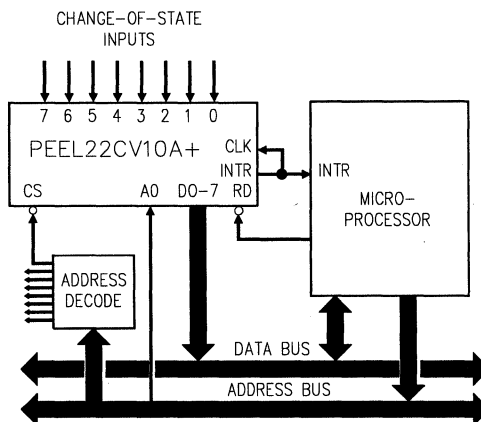 CHANGE-OF-STATE
INPUTS
7 6 5 4 3 2 1 0
PEEL22CV10A+
CLK
INTR
CS A0 DO-7 RD
INTR
MICRO-
PROCESSOR
ADDRESS
DECODE
DATA BUS
ADDRESS BUS